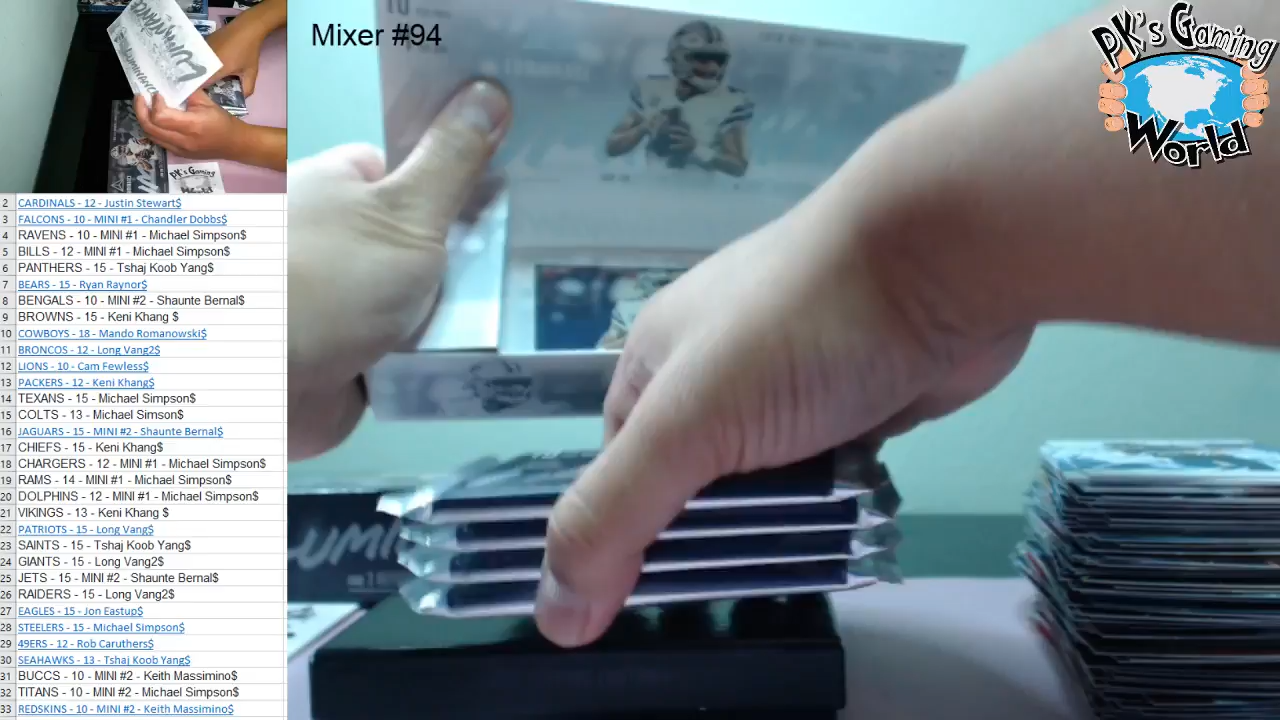 Mixer #94
PK's Gaming
World
PK's Gaming
World
2 CARDINALS - 12 - Justin Stewart$
3 FALCONS - 10 - MINI #1 - Chandler Dobbs$
4 RAVENS - 10 - MINI #1 - Michael Simpson$
5 BILLS - 12 - MINI #1 - Michael Simpson$
6 PANTHERS - 15 - Tshaj Koob Yang$
7 BEARS - 15 - Ryan Raynor$
8 BENGALS - 10 - MINI #2 - Shaunte Bernal$
9 BROWNS - 15 - Keni Khang $
10 COWBOYS - 18 - Mando Romanowski$
11 BRONCOS - 12 - Long Vang2$
12 LIONS - 10 - Cam Fewless$
13 PACKERS - 12 - Keni Khang$
14 TEXANS - 15 - Michael Simpson$
15 COLTS - 13 - Michael Simson$
16 JAGUARS - 15 - MINI #2 - Shaunte Bernal$
17 CHIEFS - 15 - Keni Khang$
18 CHARGERS - 12 - MINI #1 - Michael Simpson$
19 RAMS - 14 - MINI #1 - Michael Simpson$
20 DOLPHINS - 12 - MINI #1 - Michael Simpson$
21 VIKINGS - 13 - Keni Khang $
22 PATRIOTS - 15 - Long Vang$
23 SAINTS - 15 - Tshaj Koob Yang$
24 GIANTS - 15 - Long Vang2$
25 JETS - 15 - MINI #2 - Shaunte Bernal$
26 RAIDERS - 15 - Long Vang2$
27 EAGLES - 15 - Jon Eastup$
28 STEELERS - 15 - Michael Simpson$
29 49ERS - 12 - Rob Caruthers$
30 SEAHAWKS - 13 - Tshaj Koob Yang$
31 BUCCS - 10 - MINI #2 - Keith Massimino$
32 TITANS - 10 - MINI #2 - Michael Simpson$
33 REDSKINS - 10 - MINI #2 - Keith Massimino$